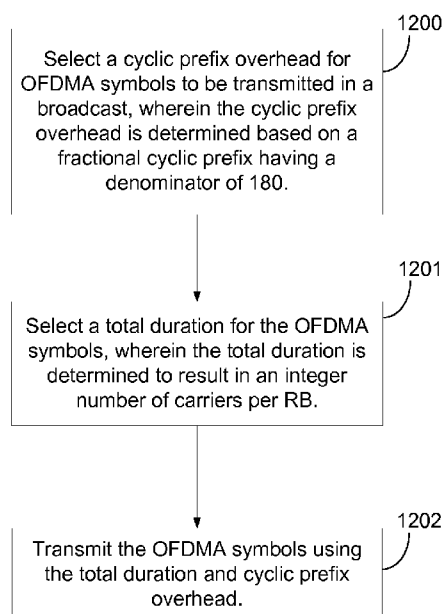 1200
Select a cyclic prefix overhead for
OFDMA symbols to be transmitted in a
broadcast, wherein the cyclic prefix
overhead is determined based on a
fractional cyclic prefix having a
denominator of 180.
1201
Select a total duration for the OFDMA
symbols, wherein the total duration is
determined to result in an integer
number of carriers per RB.
1202
Transmit the OFDMA symbols using
the total duration and cyclic prefix
overhead.